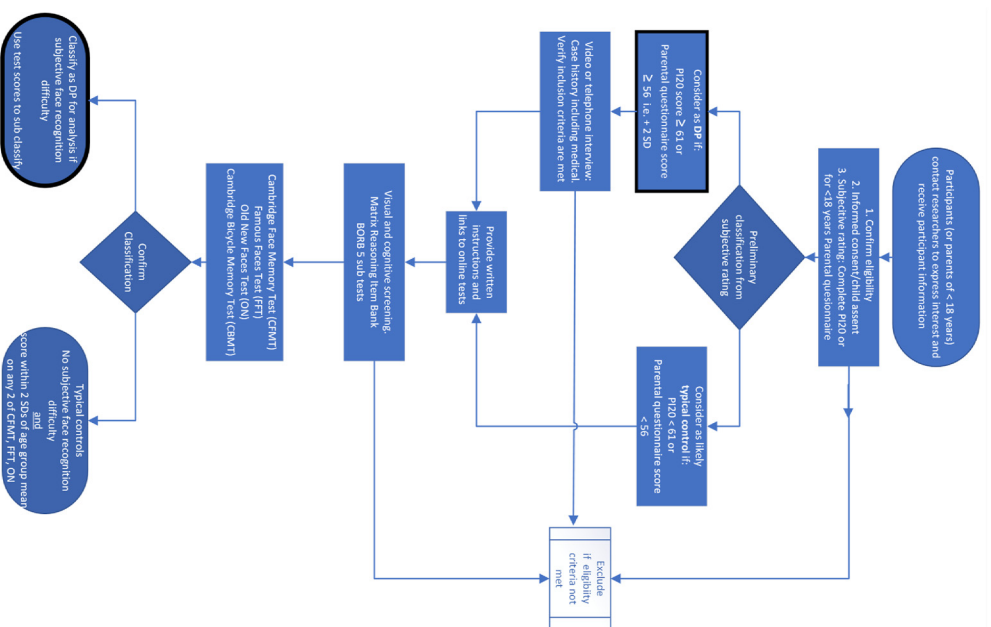 Participants (or parents of < 18 years)
contact researchers to express interest and
receive participant information
1. Confirm eligibility
2. Informed consent/child assent
3. Subjecitive rating: Complete PI20 or
for <18 years Parental quesonnaire
Preliminary
classification from
subjective rating
Consider as DP if:
PI20 score ≥ 61 or
Parental questionnaire score
≥ 56 i.e. + 2 SD
Consider as likely
typical control if:
PI20 < 61 or
Parental questionnaire score
< 56
Video or telephone interview:
Case history including medical.
Verify inclusion criteria are met
Exclude
if eligibiity
criteria not
met
Provide written
instructions and
links to online tests
Visual and cognitive screening.
Matrix Reasoning Item Bank
BORB 5 sub tests
Cambridge Face Memory Test (CFMT)
Famous Faces Test (FFT)
Old New Faces Test (ON)
Cambridge Bicycle Memory Test (CBMT)
Confirm
Classification
Classify as DP for analysis if
subjective face recognition
difficulty
Use test scores to sub classify
Typical controls
No subjective face recognition
difficulty
and
score within 2 SDs of age group mean
on any 2 of CFMT, FFT, ON